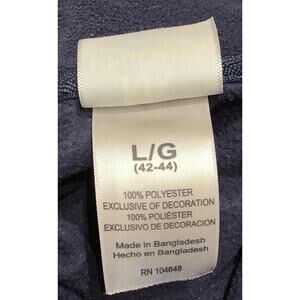 L/G
(42-44)
100% POLYESTER
EXCLUSIVE OF DECORATION
100% POLIÉSTER
EXCLUSIVO DE DECORACION
Made in Bangladesh
Hecho en Bangladesh
RN 104648